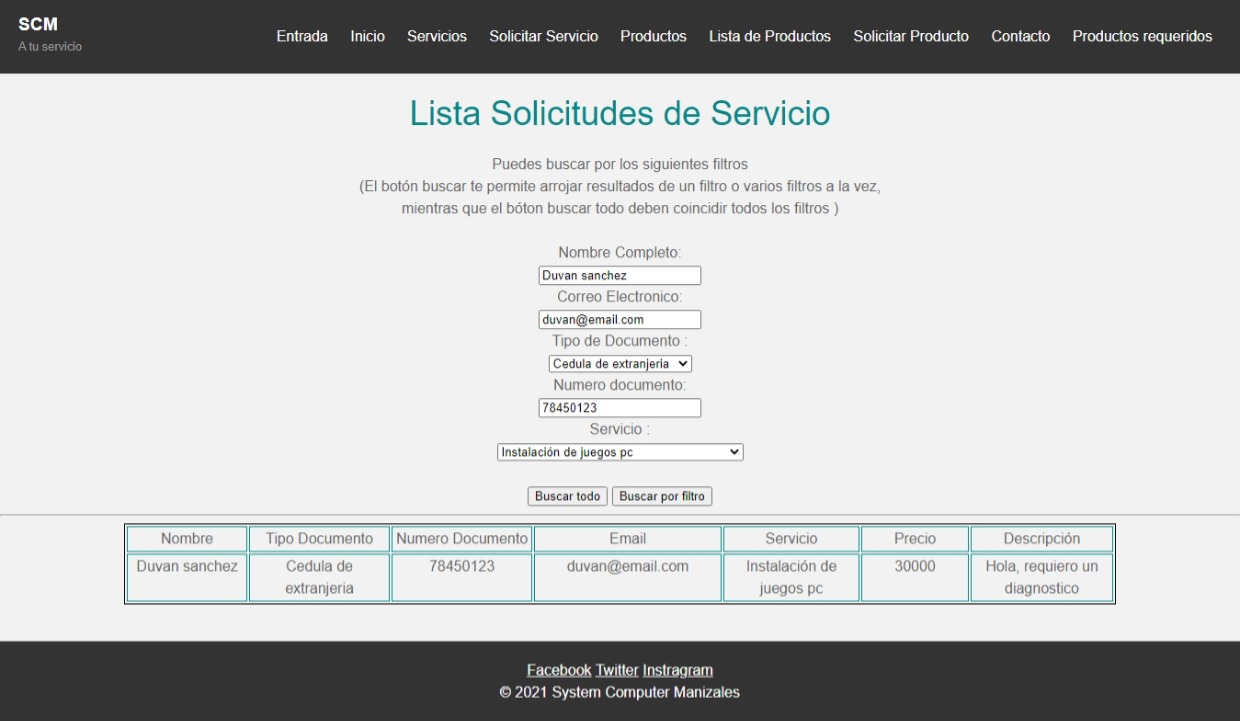 SCM
A tu servicio
Entrada Inicio Servicios Solicitar Servicio Productos Lista de Productos Solicitar Producto Contacto Productos requeridos
Lista Solicitudes de Servicio
Puedes buscar por los siguientes filtros
(El botón buscar te permite arrojar resultados de un filtro o varios filtros a la vez,
mientras que el bóton buscar todo deben coincidir todos los filtros )
Nombre Completo:
Duvan sanchez
Correo Electronico:
duvan@email.com
Tipo de Documento :
Cedula de extranjeria
Numero documento:
78450123
Servicio :
Instalación de juegos pc
Buscar todo Buscar por filtro
Nombre Tipo Documento Numero Documento Email Servicio Precio Descripción
Duvan sanchez Cedula de 78450123 duvan@email.com Instalación de 30000 Hola, requiero un
extranjeria juegos pc diagnostico
Facebook Twitter Instragram
© 2021 System Computer Manizales